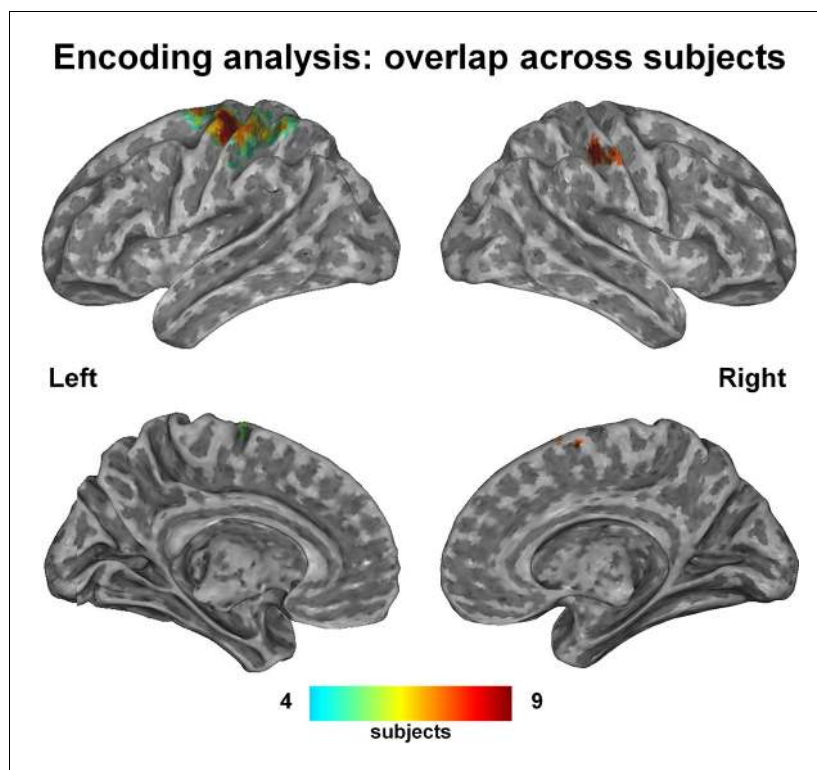 Encoding analysis: overlap across subjects
Left
Right
4
9
subjects